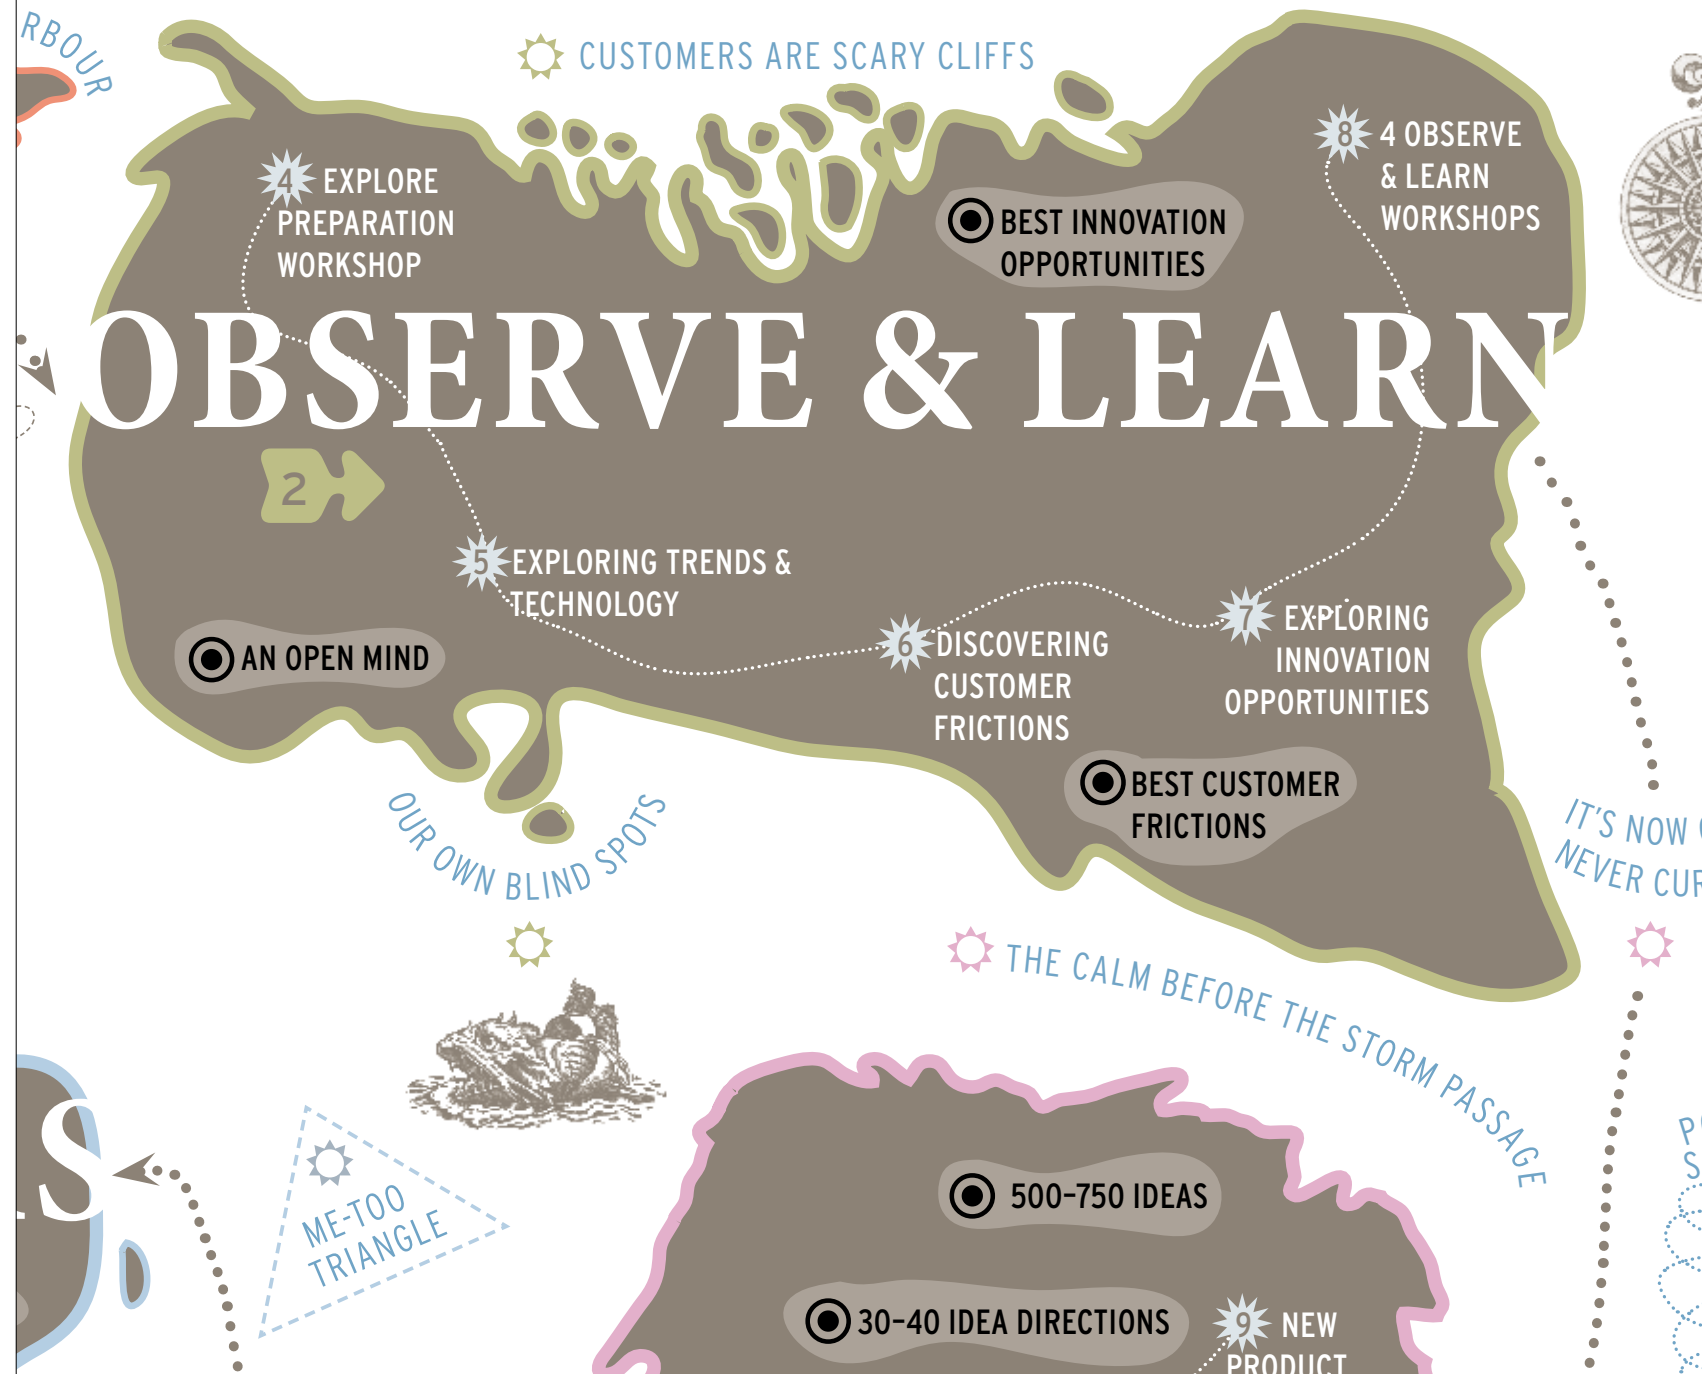 RBOUR
CUSTOMERS ARE SCARY CLIFFS
4 EXPLORE
PREPARATION
WORKSHOP
8 4 OBSERVE
& LEARN
WORKSHOPS
BEST INNOVATION
OPPORTUNITIES
OBSERVE & LEARN
2
5 EXPLORING TRENDS &
TECHNOLOGY
6 DISCOVERING
CUSTOMER
FRICTIONS
7 EXPLORING
INNOVATION
OPPORTUNITIES
AN OPEN MIND
BEST CUSTOMER
FRICTIONS
OUR OWN BLIND SPOTS
IT'S NOW
NEVER CUR
THE CALM BEFORE THE STORM PASSAGE
S
ME-TOO
TRIANGLE
500-750 IDEAS
30-40 IDEA DIRECTIONS
9 NEW
PRODUCT